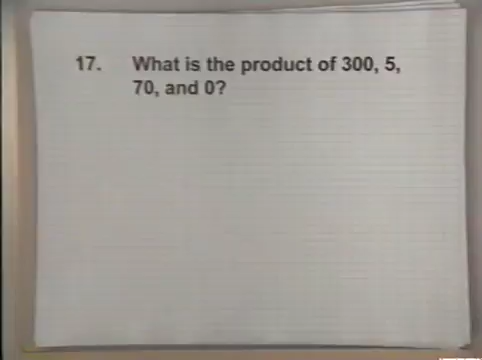 17. What is the product of 300, 5,
70, and 0?